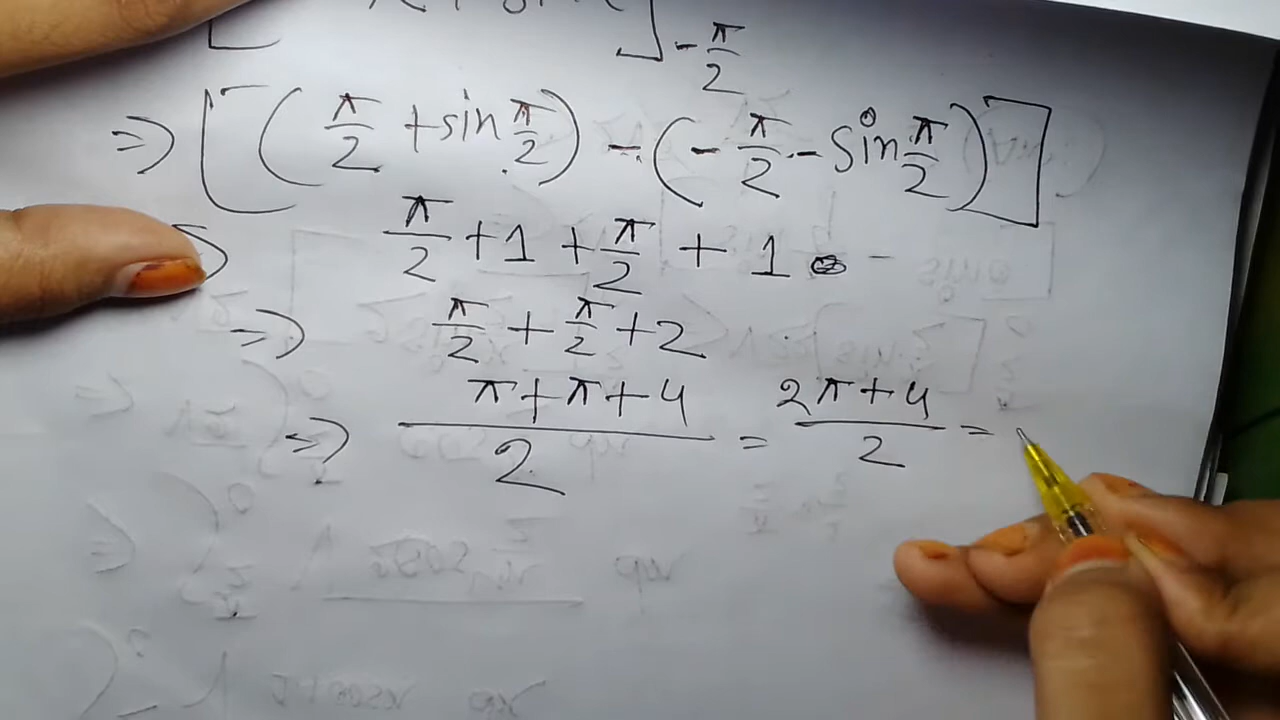 ]_{-π/2}
⇒ [(π/2 + sin π/2) - (-π/2 - sin π/2)]
π/2 + 1 + π/2 + 1
⇒ π/2 + π/2 + 2
⇒ (π + π + 4)/2 = (2π + 4)/2 =